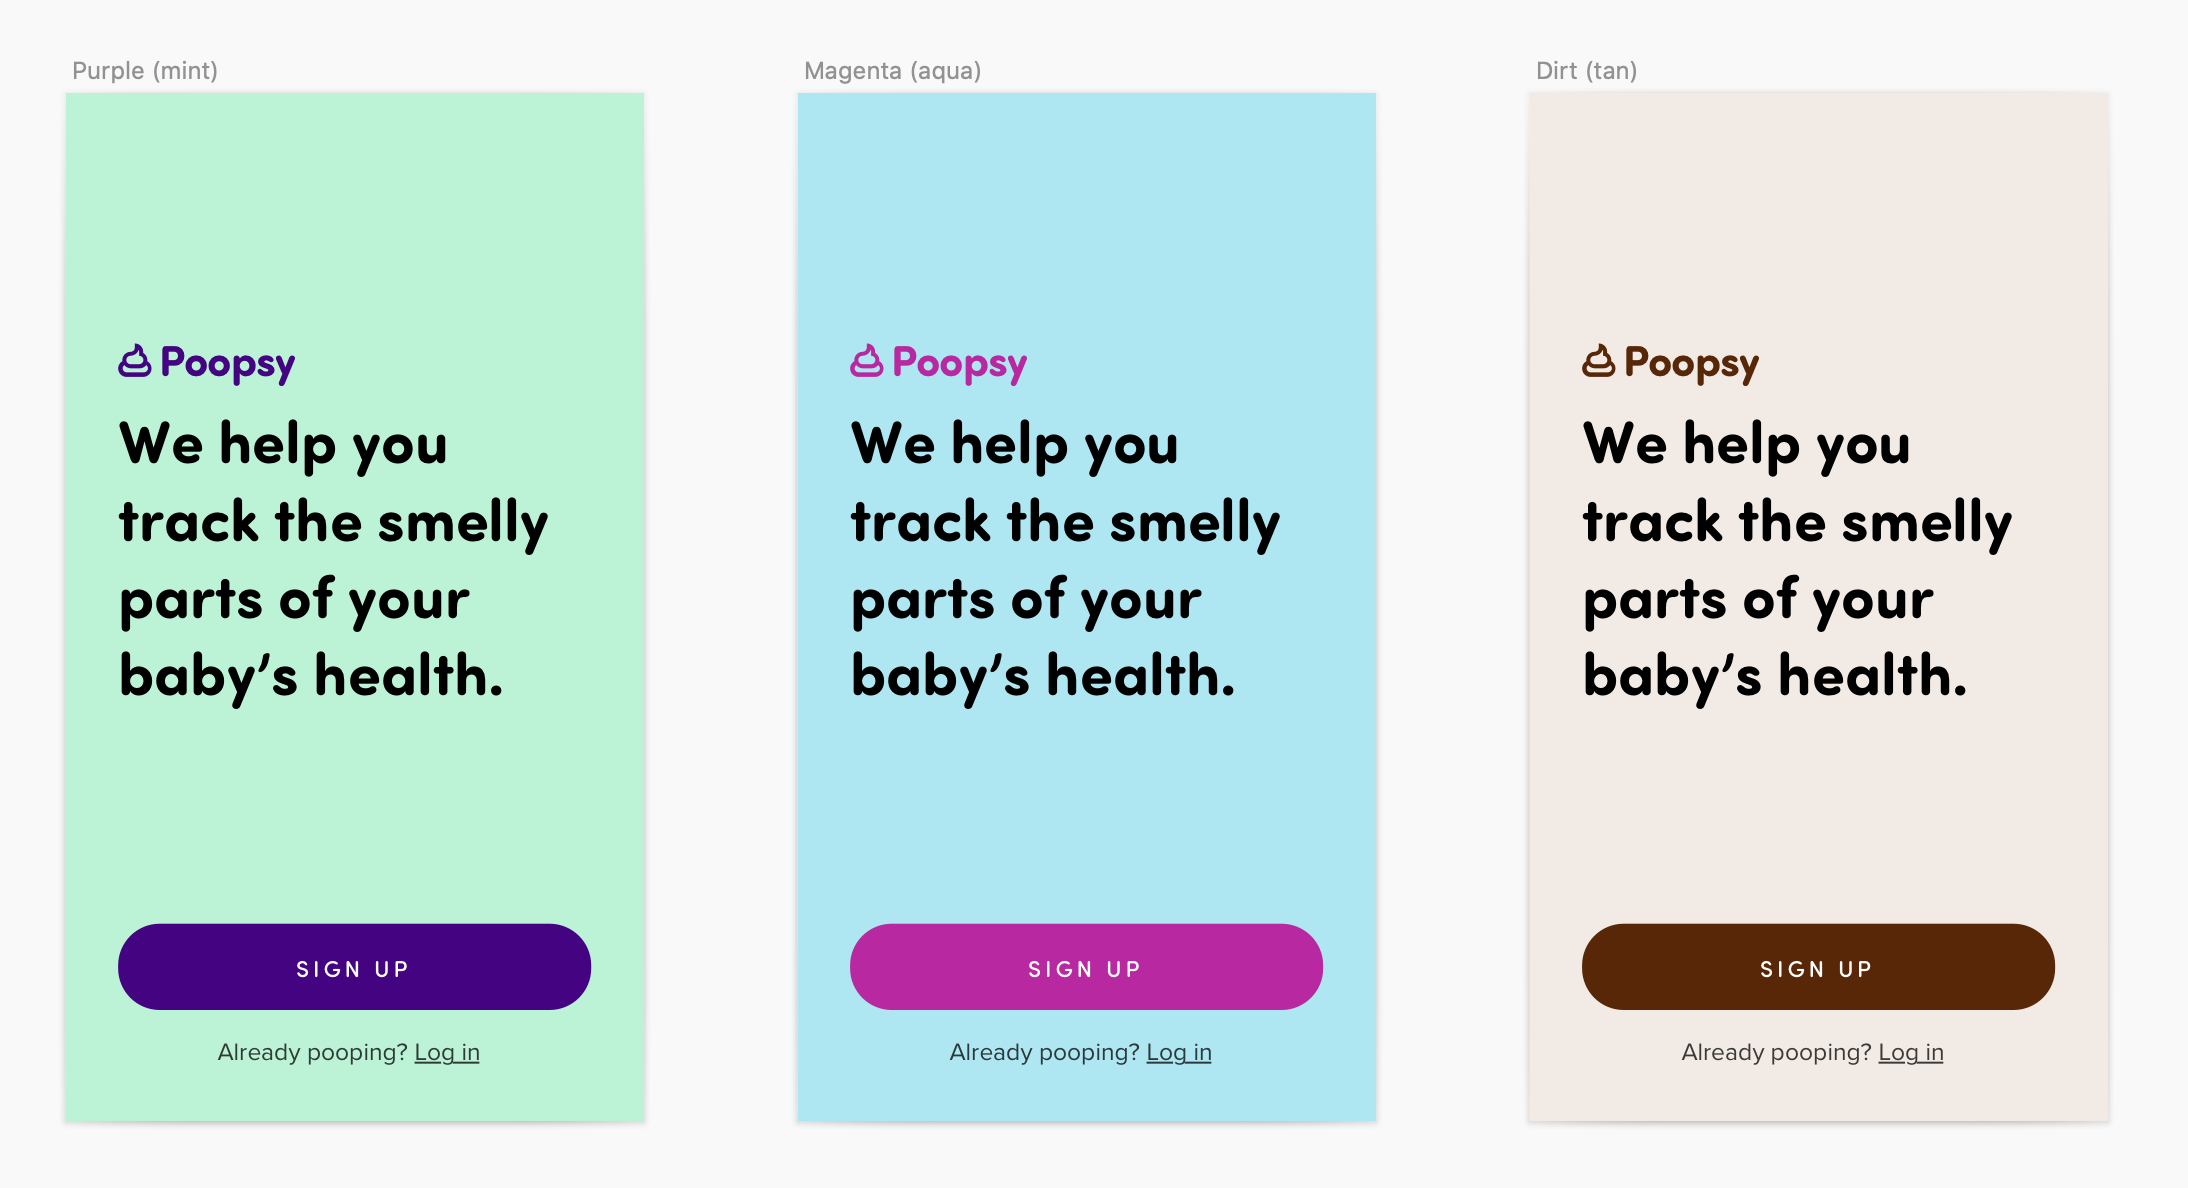 Purple (mint)
Poopsy
We help you
track the smelly
parts of your
baby’s health.
SIGN UP
Already pooping? Log in
Magenta (aqua)
Poopsy
We help you
track the smelly
parts of your
baby’s health.
SIGN UP
Already pooping? Log in
Dirt (tan)
Poopsy
We help you
track the smelly
parts of your
baby’s health.
SIGN UP
Already pooping? Log in